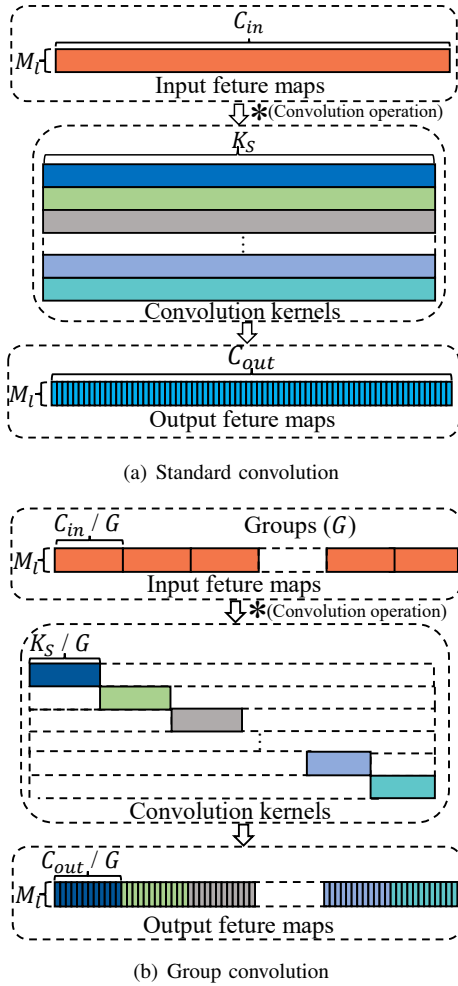 C_in
M_l
Input feture maps
*(Convolution operation)
K_S
⋮
Convolution kernels
C_out
M_l
Output feture maps
(a) Standard convolution
C_in / G
Groups (G)
M_l
Input feture maps
*(Convolution operation)
K_S / G
⋮
Convolution kernels
C_out / G
M_l
Output feture maps
(b) Group convolution